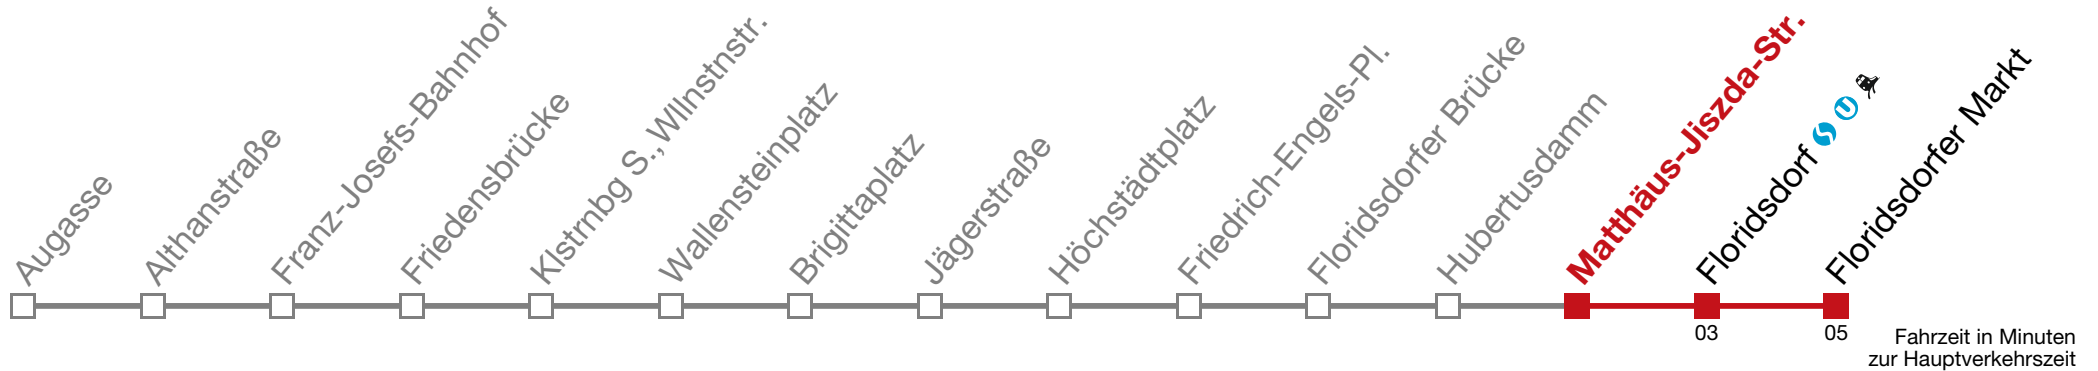 Augasse
Althanstraße
Franz-Josefs-Bahnhof
Friedensbrücke
Klstrnbg S.,Wllnstnstr.
Wallensteinplatz
Brigittaplatz
Jägerstraße
Höchstädtplatz
Friedrich-Engels-Pl.
Floridsdorfer Brücke
Hubertusdamm
Matthäus-Jiszda-Str.
Floridsdorf S U
Floridsdorfer Markt
03
05
Fahrzeit in Minuten
zur Hauptverkehrszeit